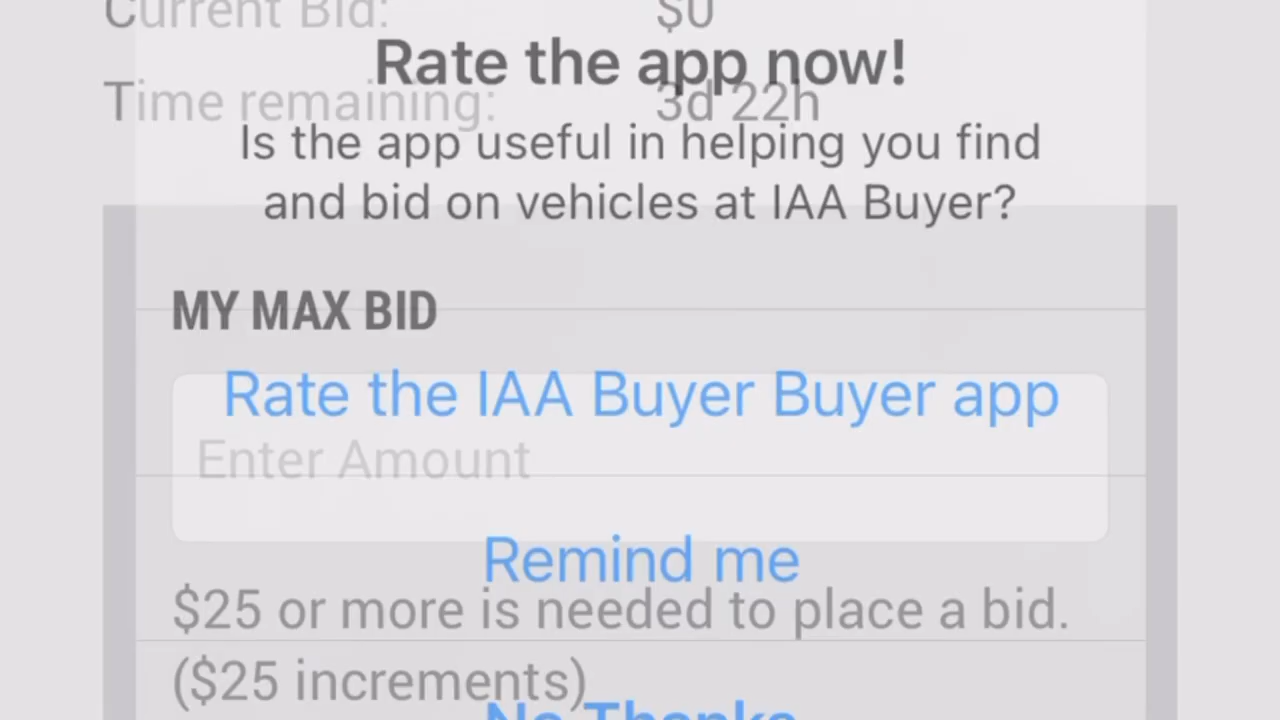 Current Bid: $0
Rate the app now!
Time remaining: 3d 22h
Is the app useful in helping you find
and bid on vehicles at IAA Buyer?
MY MAX BID
Rate the IAA Buyer Buyer app
Enter Amount
Remind me
$25 or more is needed to place a bid.
($25 increments)
No Thanks